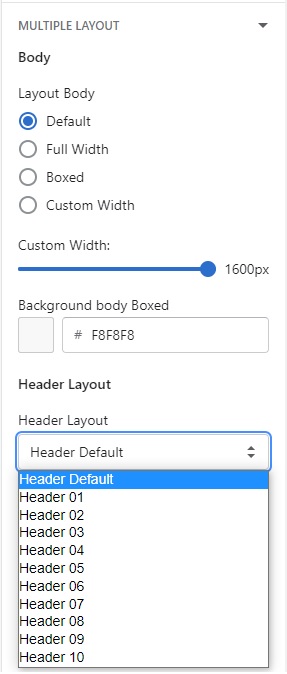 MULTIPLE LAYOUT
Body
Layout Body
Default
Full Width
Boxed
Custom Width
Custom Width:
1600px
Background body Boxed
# F8F8F8
Header Layout
Header Layout
Header Default
Header Default
Header 01
Header 02
Header 03
Header 04
Header 05
Header 06
Header 07
Header 08
Header 09
Header 10